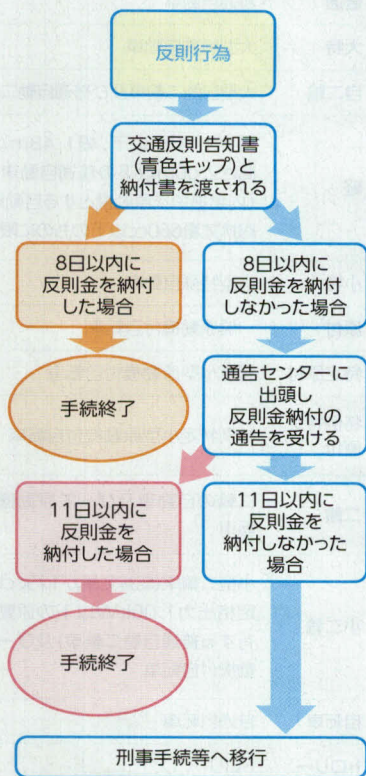 反則行為
交通反則告知書
(青色キップ)と
納付書を渡される
8日以内に
反則金を納付
した場合
8日以内に
反則金を納付
しなかった場合
手続終了
通告センターに
出頭し
反則金納付の
通告を受ける
11日以内に
反則金を
納付した場合
11日以内に
反則金を
納付しなかった
場合
手続終了
刑事手続等へ移行